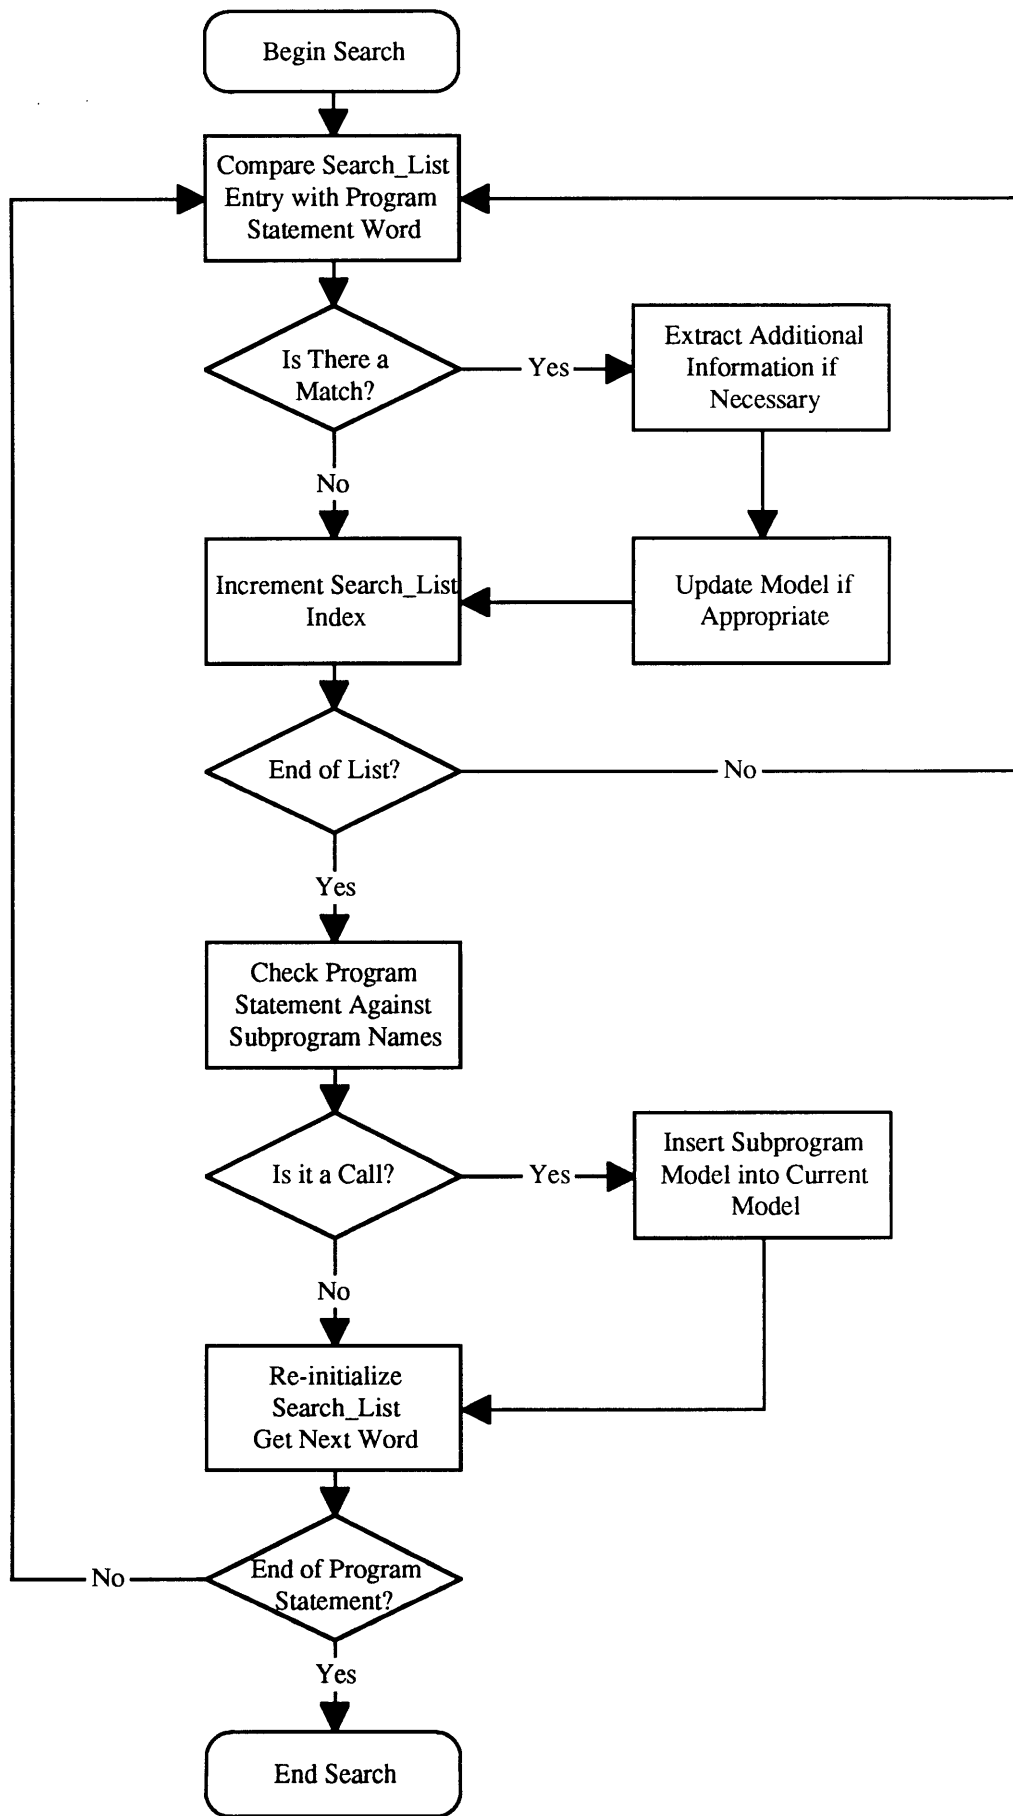 Begin Search
Compare Search_List
Entry with Program
Statement Word
Is There a
Match?
Yes
Extract Additional
Information if
Necessary
No
Increment Search_List
Index
Update Model if
Appropriate
End of List?
No
Yes
Check Program
Statement Against
Subprogram Names
Is it a Call?
Yes
Insert Subprogram
Model into Current
Model
No
Re-initialize
Search_List
Get Next Word
End of Program
Statement?
No
Yes
End Search